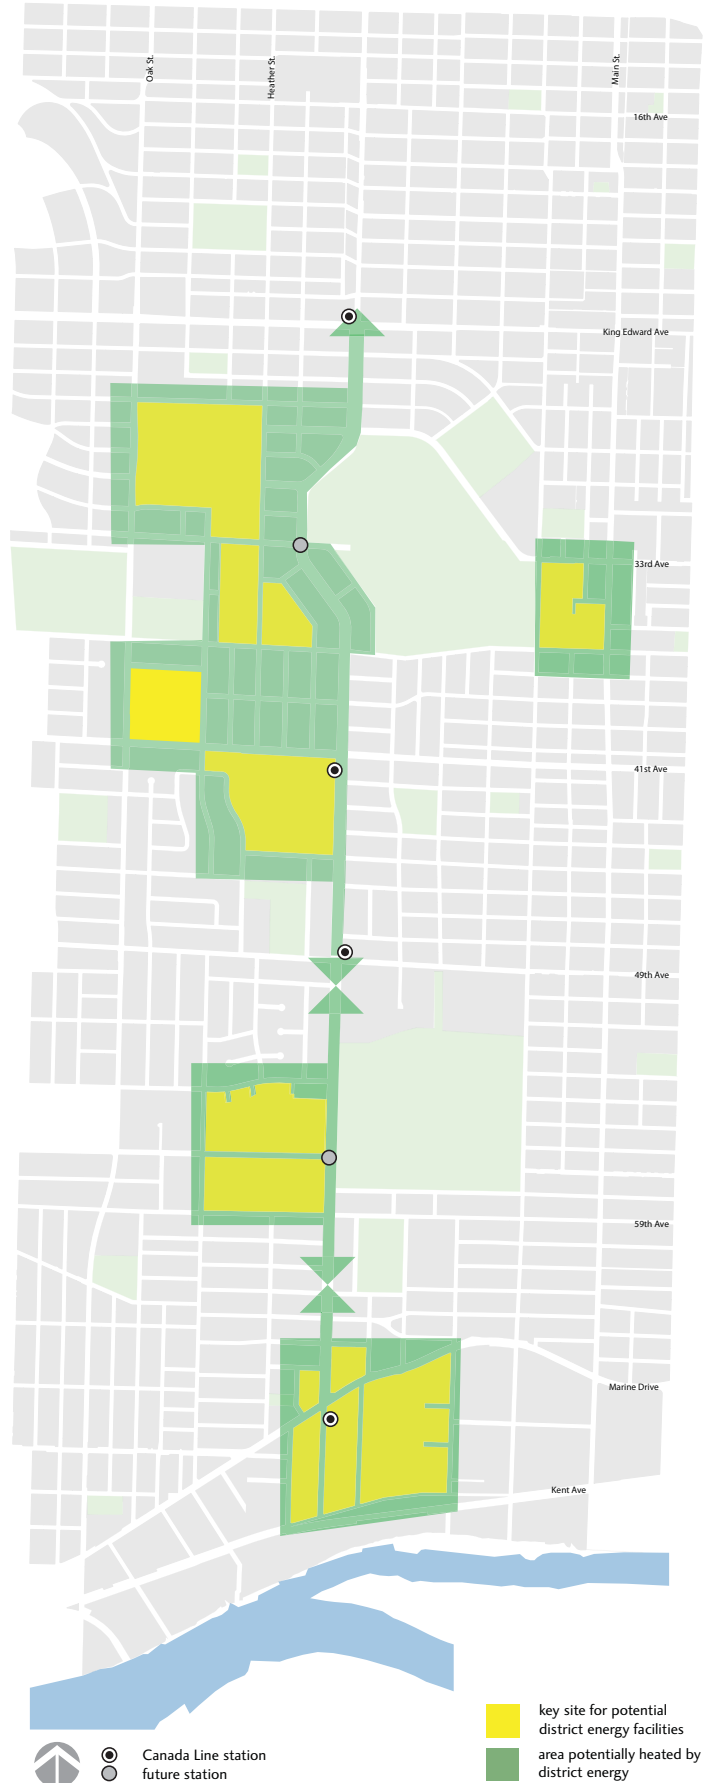 Oak St.
Heather St.
Main St.
16th Ave
King Edward Ave
33rd Ave
41st Ave
49th Ave
59th Ave
Marine Drive
Kent Ave
key site for potential
district energy facilities
Canada Line station
future station
area potentially heated by
district energy